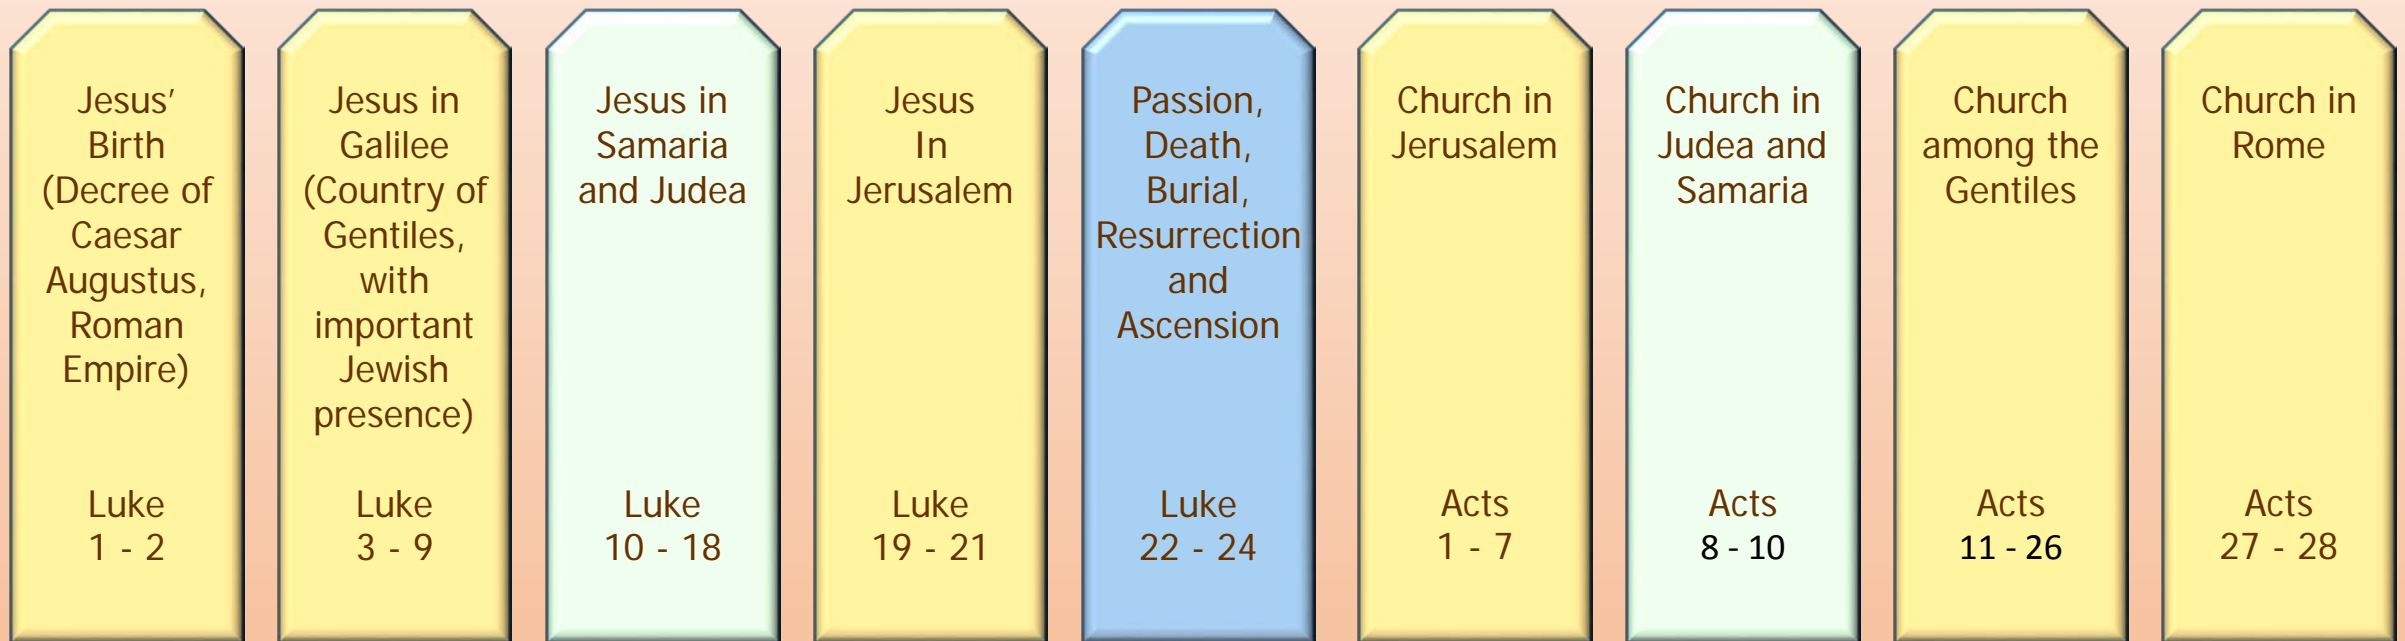 Jesus’
Birth
(Decree of
Caesar
Augustus,
Roman
Empire)
Luke
1 - 2
Jesus in
Galilee
(Country of
Gentiles,
with
important
Jewish
presence)
Luke
3 - 9
Jesus in
Samaria
and Judea
Luke
10 - 18
Jesus
In
Jerusalem
Luke
19 - 21
Passion,
Death,
Burial,
Resurrection
and
Ascension
Luke
22 - 24
Church in
Jerusalem
Acts
1 - 7
Church in
Judea and
Samaria
Acts
8 - 10
Church
among the
Gentiles
Acts
11 - 26
Church in
Rome
Acts
27 - 28